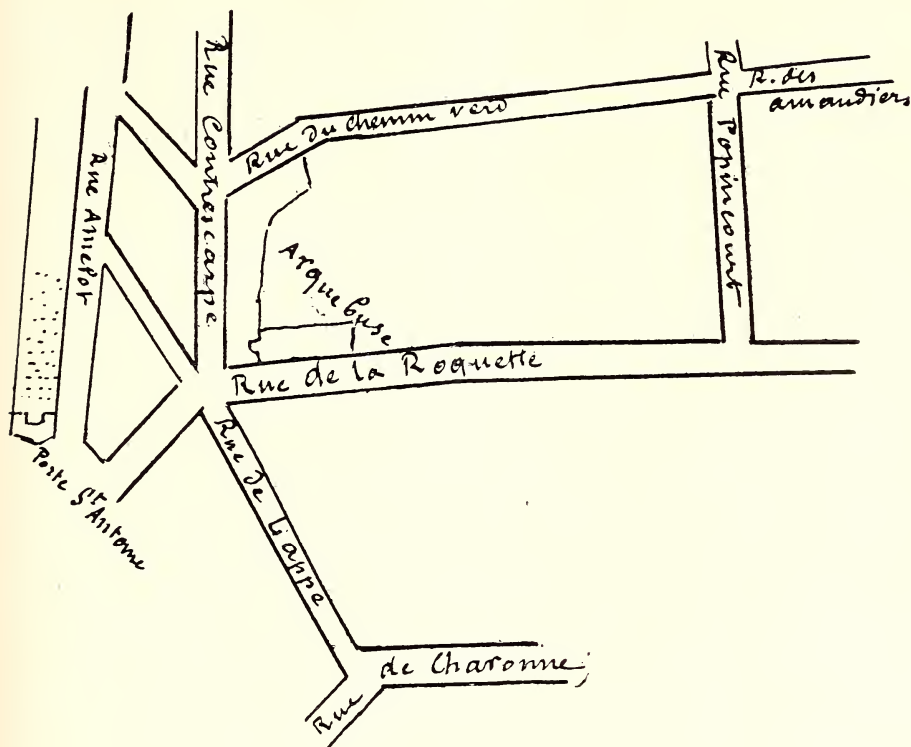 Rue Contrescarpe
Rue du chemin verd
Rue Popincourt
R. des
amandiers
Rue Amelot
Arquebuse
Rue de la Roquette
Porte St
Antoine
Rue de Lappe
Rue de Charonne